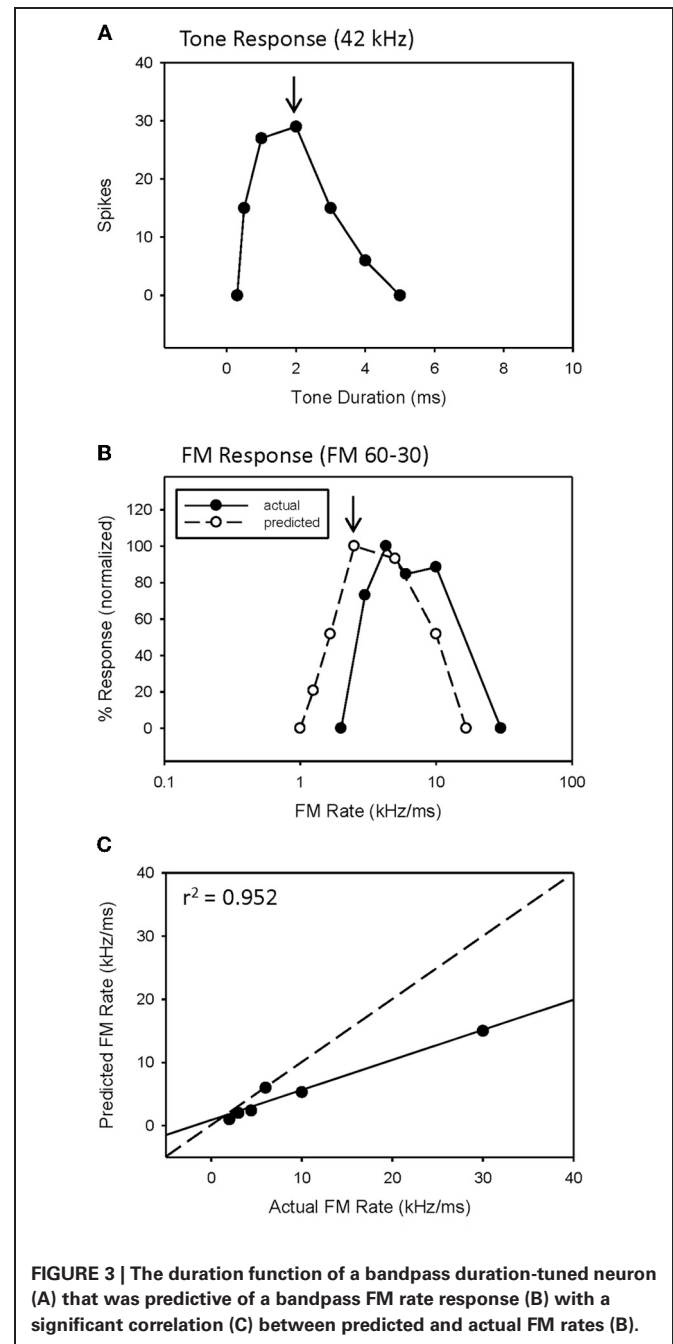 A
Tone Response (42 kHz)
40
30
20
10
0
Spikes
0 2 4 6 8 10
Tone Duration (ms)
B
FM Response (FM 60-30)
actual
predicted
120
100
80
60
40
20
0
% Response (normalized)
0.1 1 10 100
FM Rate (kHz/ms)
C
r² = 0.952
40
30
20
10
0
Predicted FM Rate (kHz/ms)
0 10 20 30 40
Actual FM Rate (kHz/ms)
FIGURE 3 | The duration function of a bandpass duration-tuned neuron
(A) that was predictive of a bandpass FM rate response (B) with a
significant correlation (C) between predicted and actual FM rates (B).